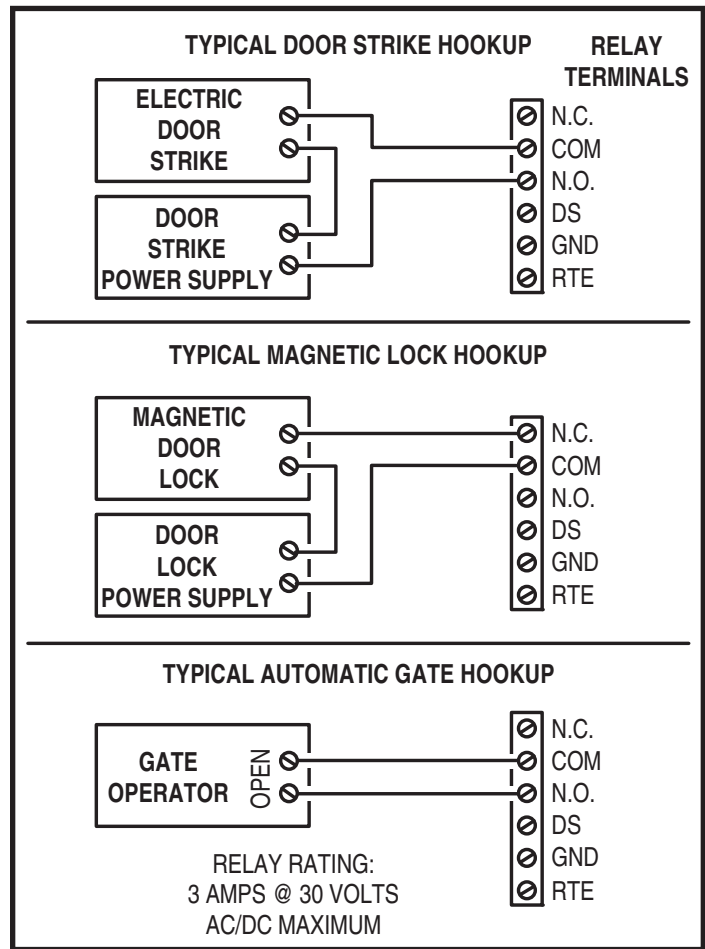 TYPICAL DOOR STRIKE HOOKUP
RELAY
TERMINALS
ELECTRIC
DOOR
STRIKE
DOOR
STRIKE
POWER SUPPLY
N.C.
COM
N.O.
DS
GND
RTE
TYPICAL MAGNETIC LOCK HOOKUP
MAGNETIC
DOOR
LOCK
DOOR
LOCK
POWER SUPPLY
N.C.
COM
N.O.
DS
GND
RTE
TYPICAL AUTOMATIC GATE HOOKUP
GATE
OPERATOR
OPEN
N.C.
COM
N.O.
DS
GND
RTE
RELAY RATING:
3 AMPS @ 30 VOLTS
AC/DC MAXIMUM